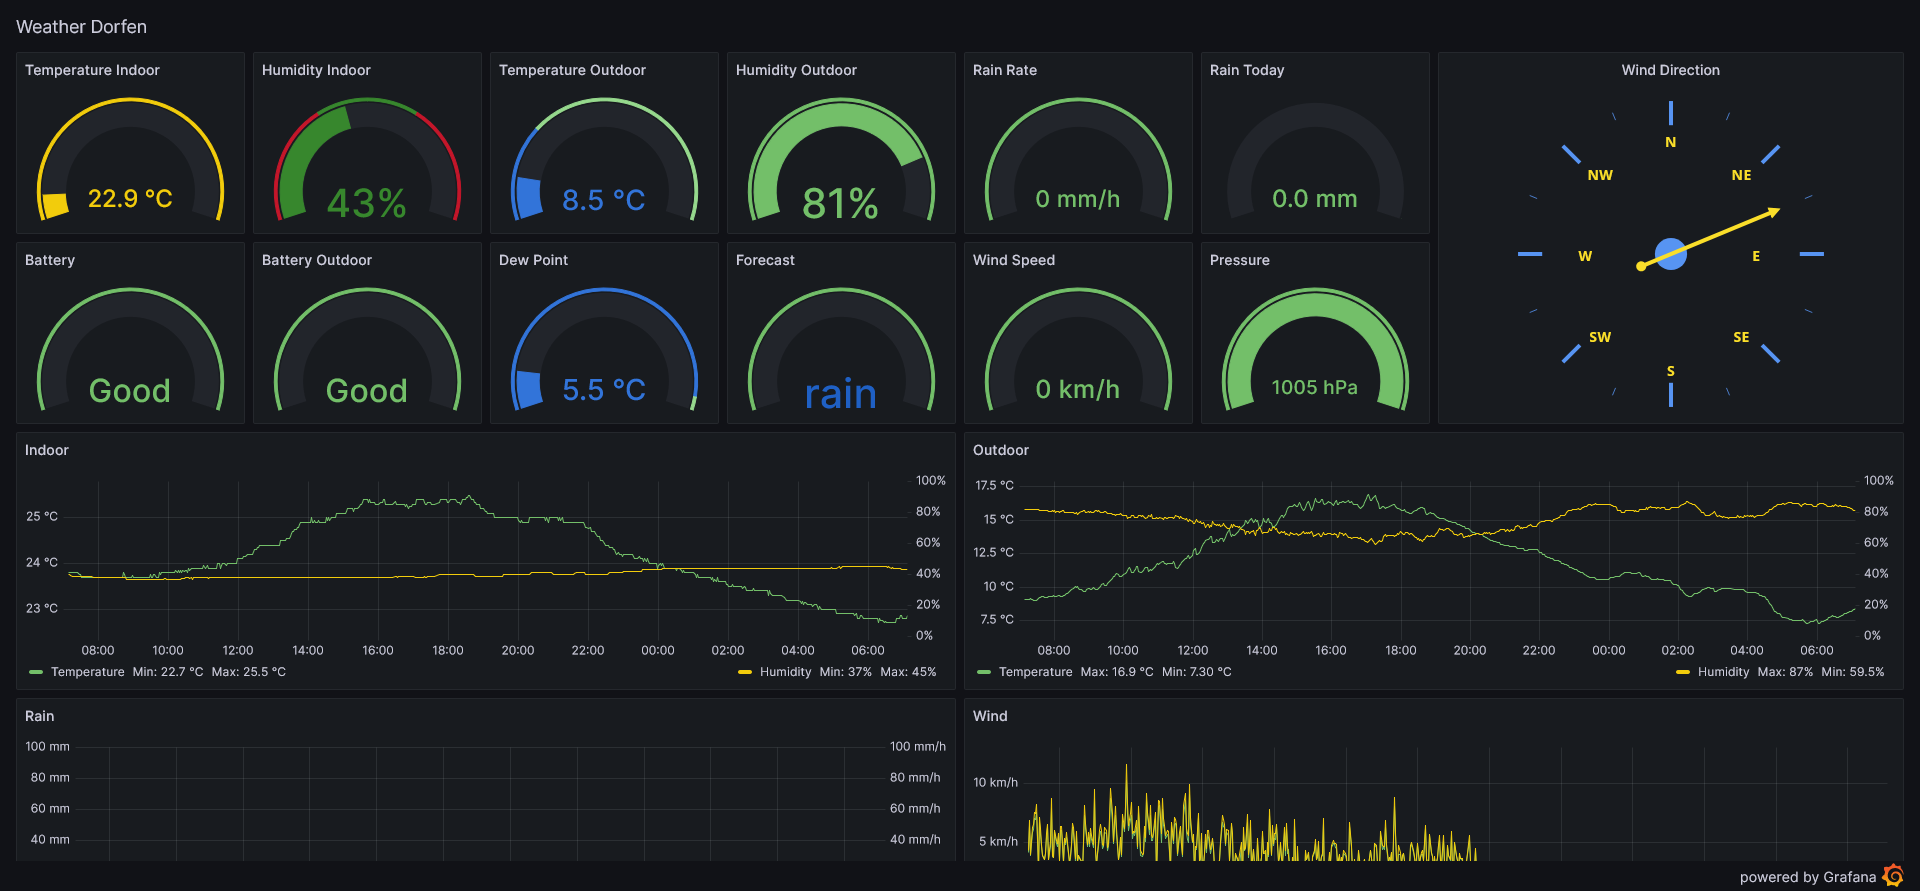 Weather Dorfen
Temperature Indoor
22.9 °C
Humidity Indoor
43%
Temperature Outdoor
8.5 °C
Humidity Outdoor
81%
Rain Rate
0 mm/h
Rain Today
0.0 mm
Wind Direction
N
NW NE
W E
SW SE
S
Battery
Good
Battery Outdoor
Good
Dew Point
5.5 °C
Forecast
rain
Wind Speed
0 km/h
Pressure
1005 hPa
Indoor
25 °C
24 °C
23 °C
100%
80%
60%
40%
20%
0%
08:00 10:00 12:00 14:00 16:00 18:00 20:00 22:00 00:00 02:00 04:00 06:00
Temperature Min: 22.7 °C Max: 25.5 °C
Humidity Min: 37% Max: 45%
Outdoor
17.5 °C
15 °C
12.5 °C
10 °C
7.5 °C
100%
80%
60%
40%
20%
0%
08:00 10:00 12:00 14:00 16:00 18:00 20:00 22:00 00:00 02:00 04:00 06:00
Temperature Max: 16.9 °C Min: 7.30 °C
Humidity Max: 87% Min: 59.5%
Rain
100 mm
80 mm
60 mm
40 mm
100 mm/h
80 mm/h
60 mm/h
40 mm/h
Wind
10 km/h
5 km/h
powered by Grafana